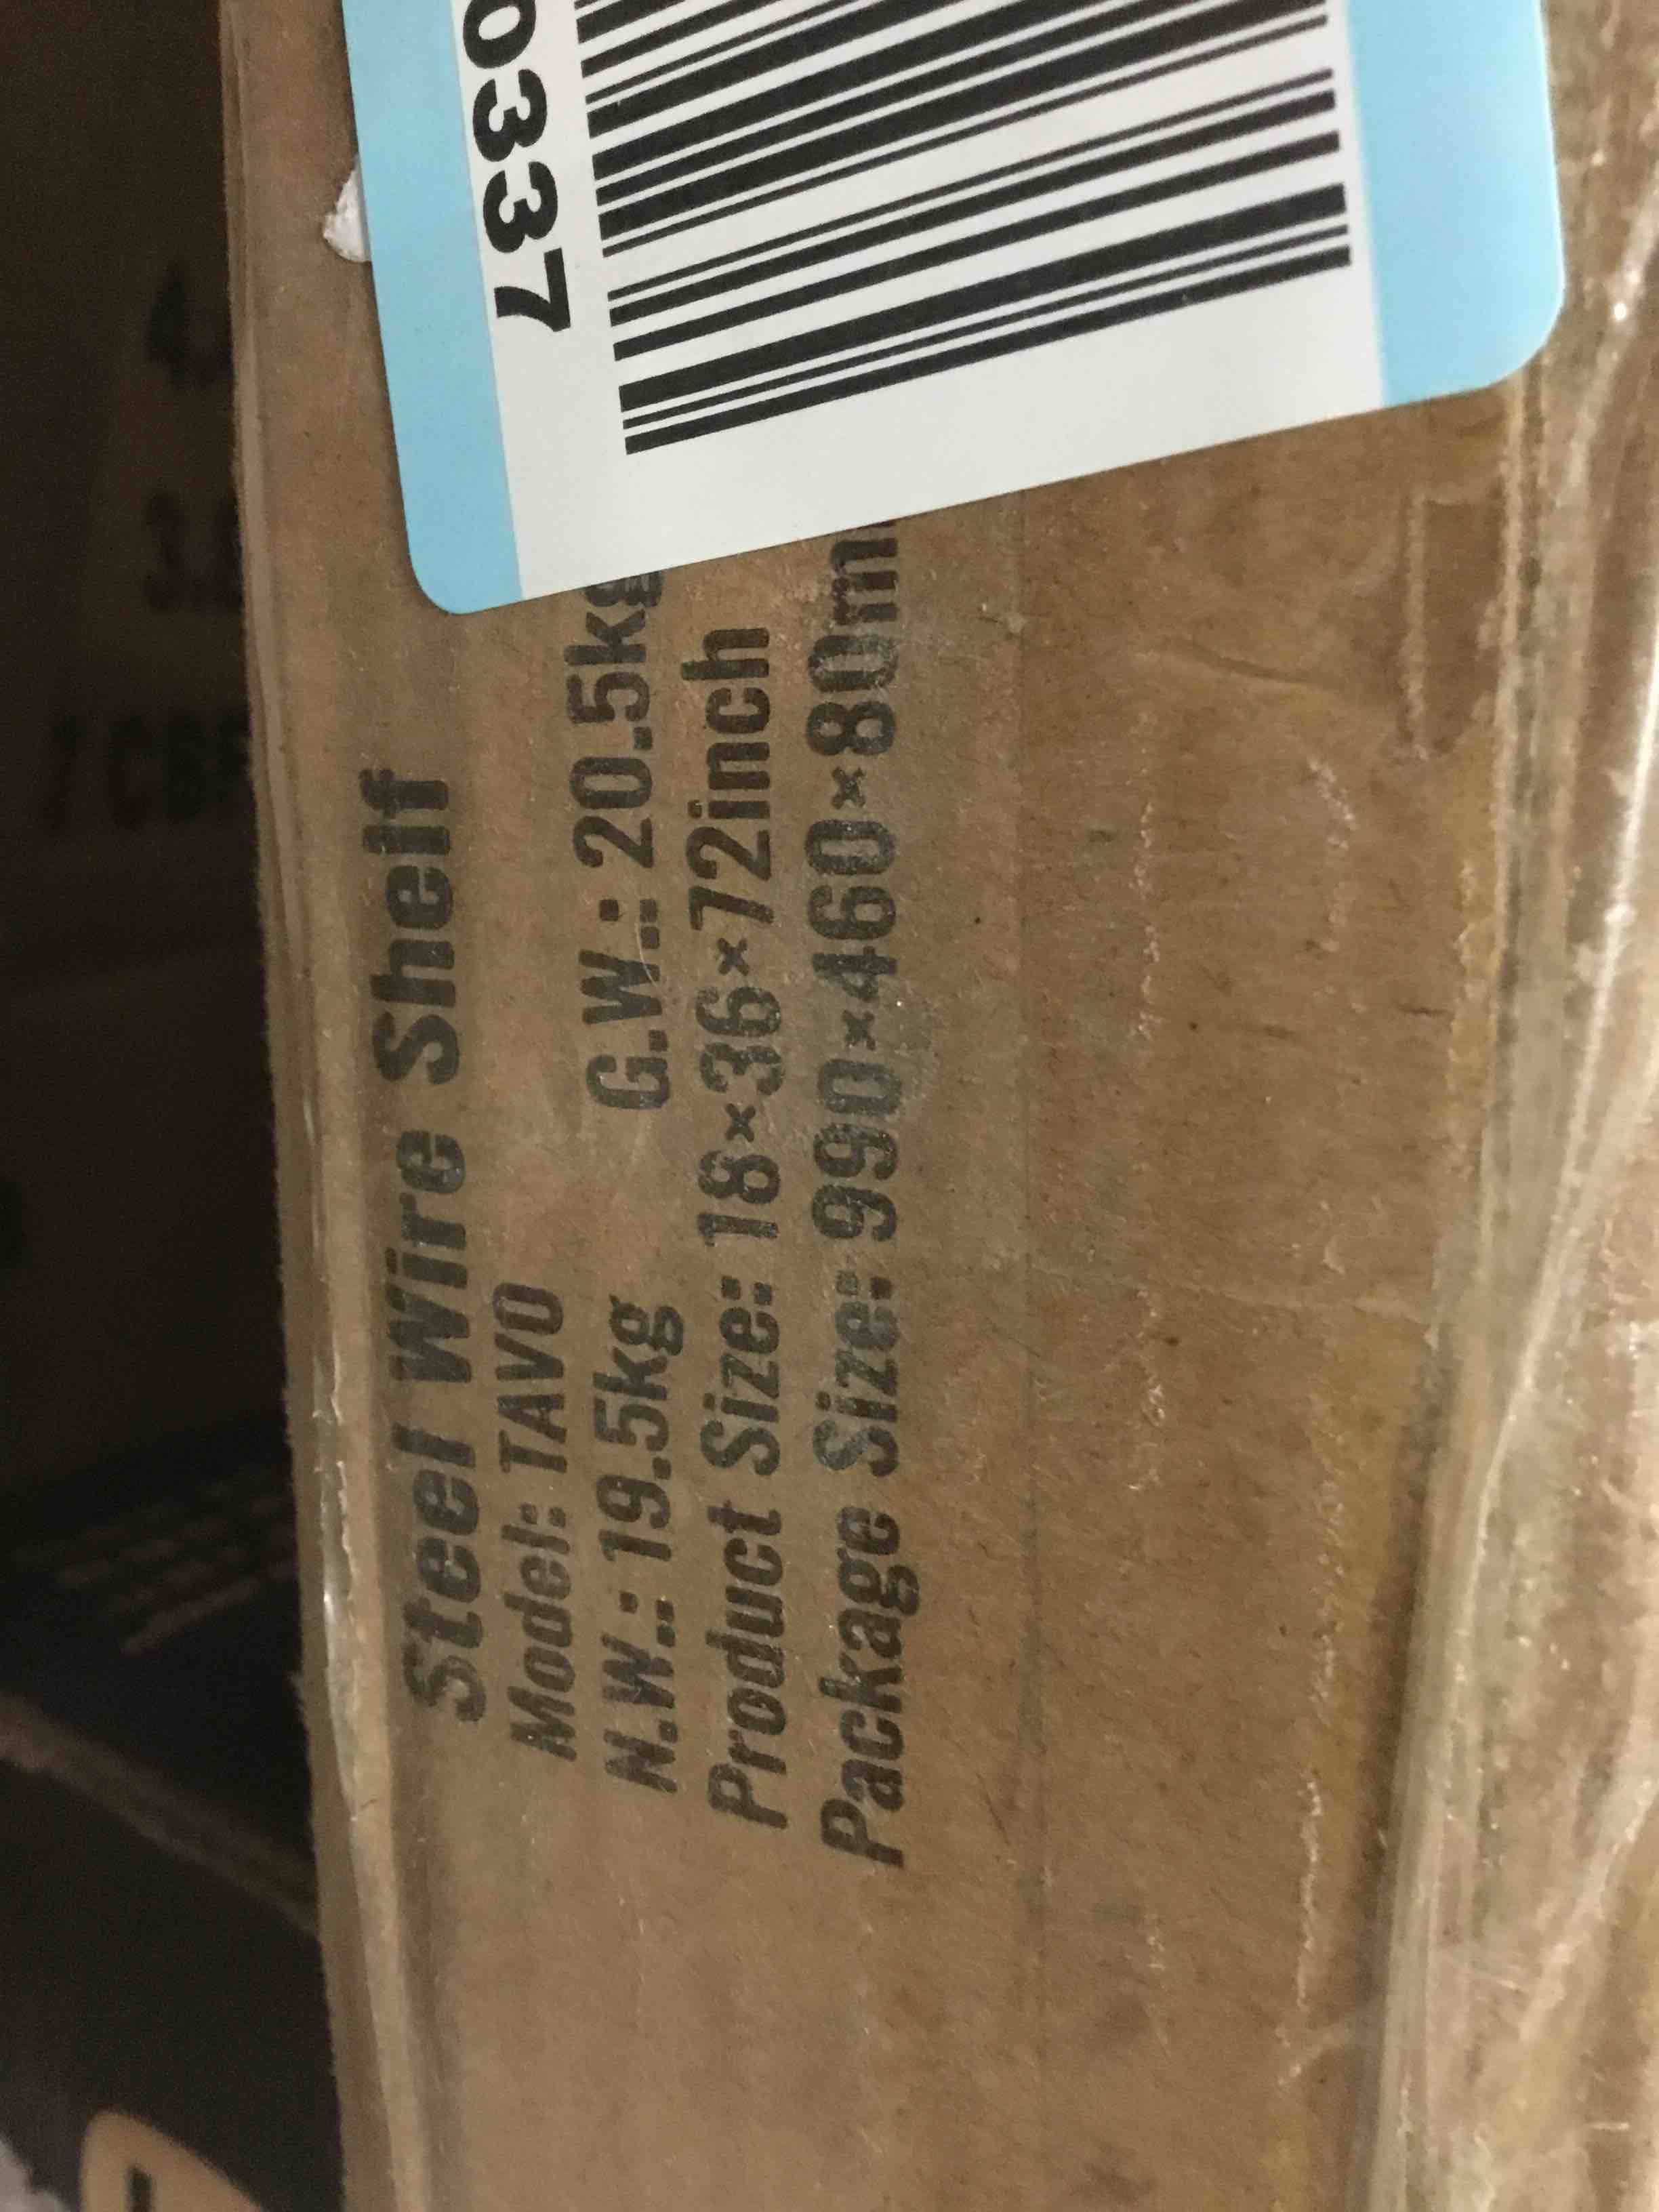 Steel Wire Shelf
Model: TAVO
N.W.: 19.5kg G.W.: 20.5kg
Product Size: 18×36×72inch
Package Size: 990×460×80m
0337